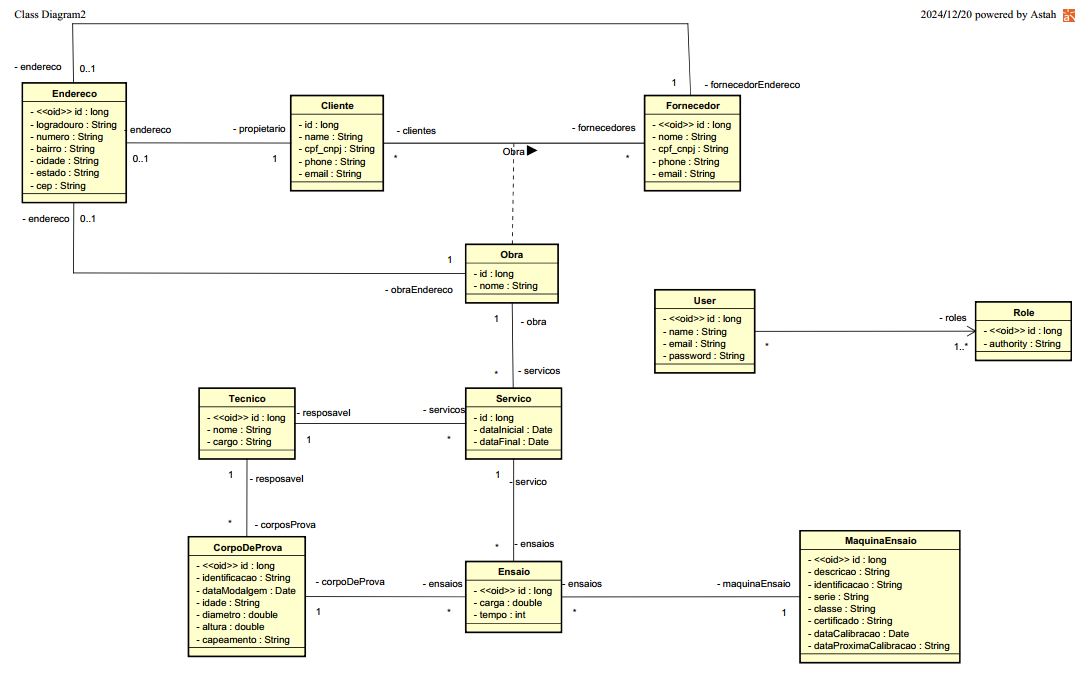 Class Diagram2
2024/12/20 powered by Astah
- endereco
0..1
1
- fornecedorEndereco
Endereco
- <<oid>> id : long
- logradouro : String
- numero : String
- bairro : String
- cidade : String
- estado : String
- cep : String
endereco
0..1
- propietario
1
Cliente
- id : long
- name : String
- cpf_cnpj : String
- phone : String
- email : String
- clientes
*
Obra
- fornecedores
*
Fornecedor
- <<oid>> id : long
- nome : String
- cpf_cnpj : String
- phone : String
- email : String
- endereco
0..1
1
- obraEndereco
Obra
- id : long
- nome : String
1
- obra
*
- servicos
User
- <<oid>> id : long
- name : String
- email : String
- password : String
*
- roles
1..*
Role
- <<oid>> id : long
- authority : String
Tecnico
- <<oid>> id : long
- nome : String
- cargo : String
- resposavel
1
- servicos
*
Servico
- id : long
- dataInicial : Date
- dataFinal : Date
1
- resposavel
*
- corposProva
1
- servico
*
- ensaios
CorpoDeProva
- <<oid>> id : long
- identificacao : String
- dataModalgem : Date
- idade : String
- diametro : double
- altura : double
- capeamento : String
- corpoDeProva
1
- ensaios
*
Ensaio
- <<oid>> id : long
- carga : double
- tempo : int
- ensaios
*
- maquinaEnsaio
1
MaquinaEnsaio
- <<oid>> id : long
- descricao : String
- identificacao : String
- serie : String
- classe : String
- certificado : String
- dataCalibracao : Date
- dataProximaCalibracao : String